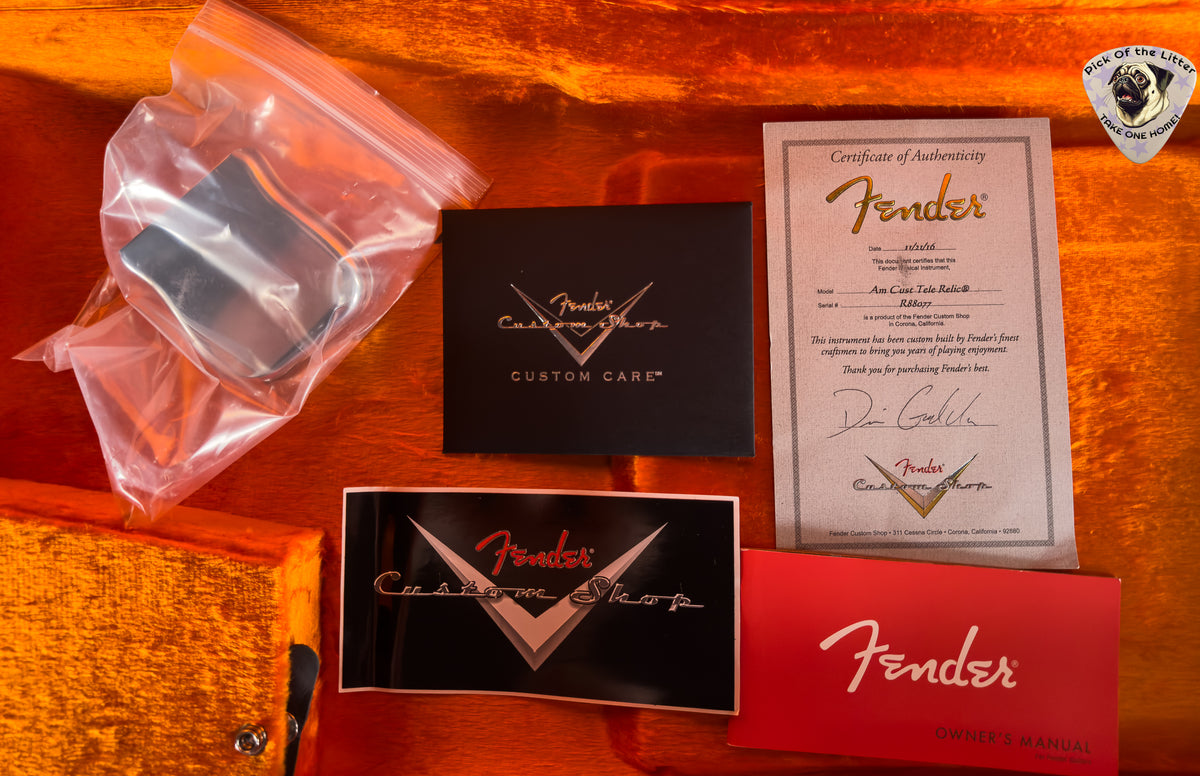 Pick Of the Litter
TAKE ONE HOME!
Certificate of Authenticity
Fender®
Date 11/21/16
This document certifies that this
Fender Musical Instrument,
Model Am Cust Tele Relic®
Serial # R88077
is a product of the Fender Custom Shop
in Corona, California.
This instrument has been custom built by Fender's finest
craftsmen to bring you years of playing enjoyment.
Thank you for purchasing Fender's best.
Fender
Custom Shop
Fender Custom Shop • 311 Cessna Circle • Corona, California • 92880
Fender
Custom Shop
CUSTOM CARE℠
Fender®
Custom Shop
Fender®
OWNER'S MANUAL